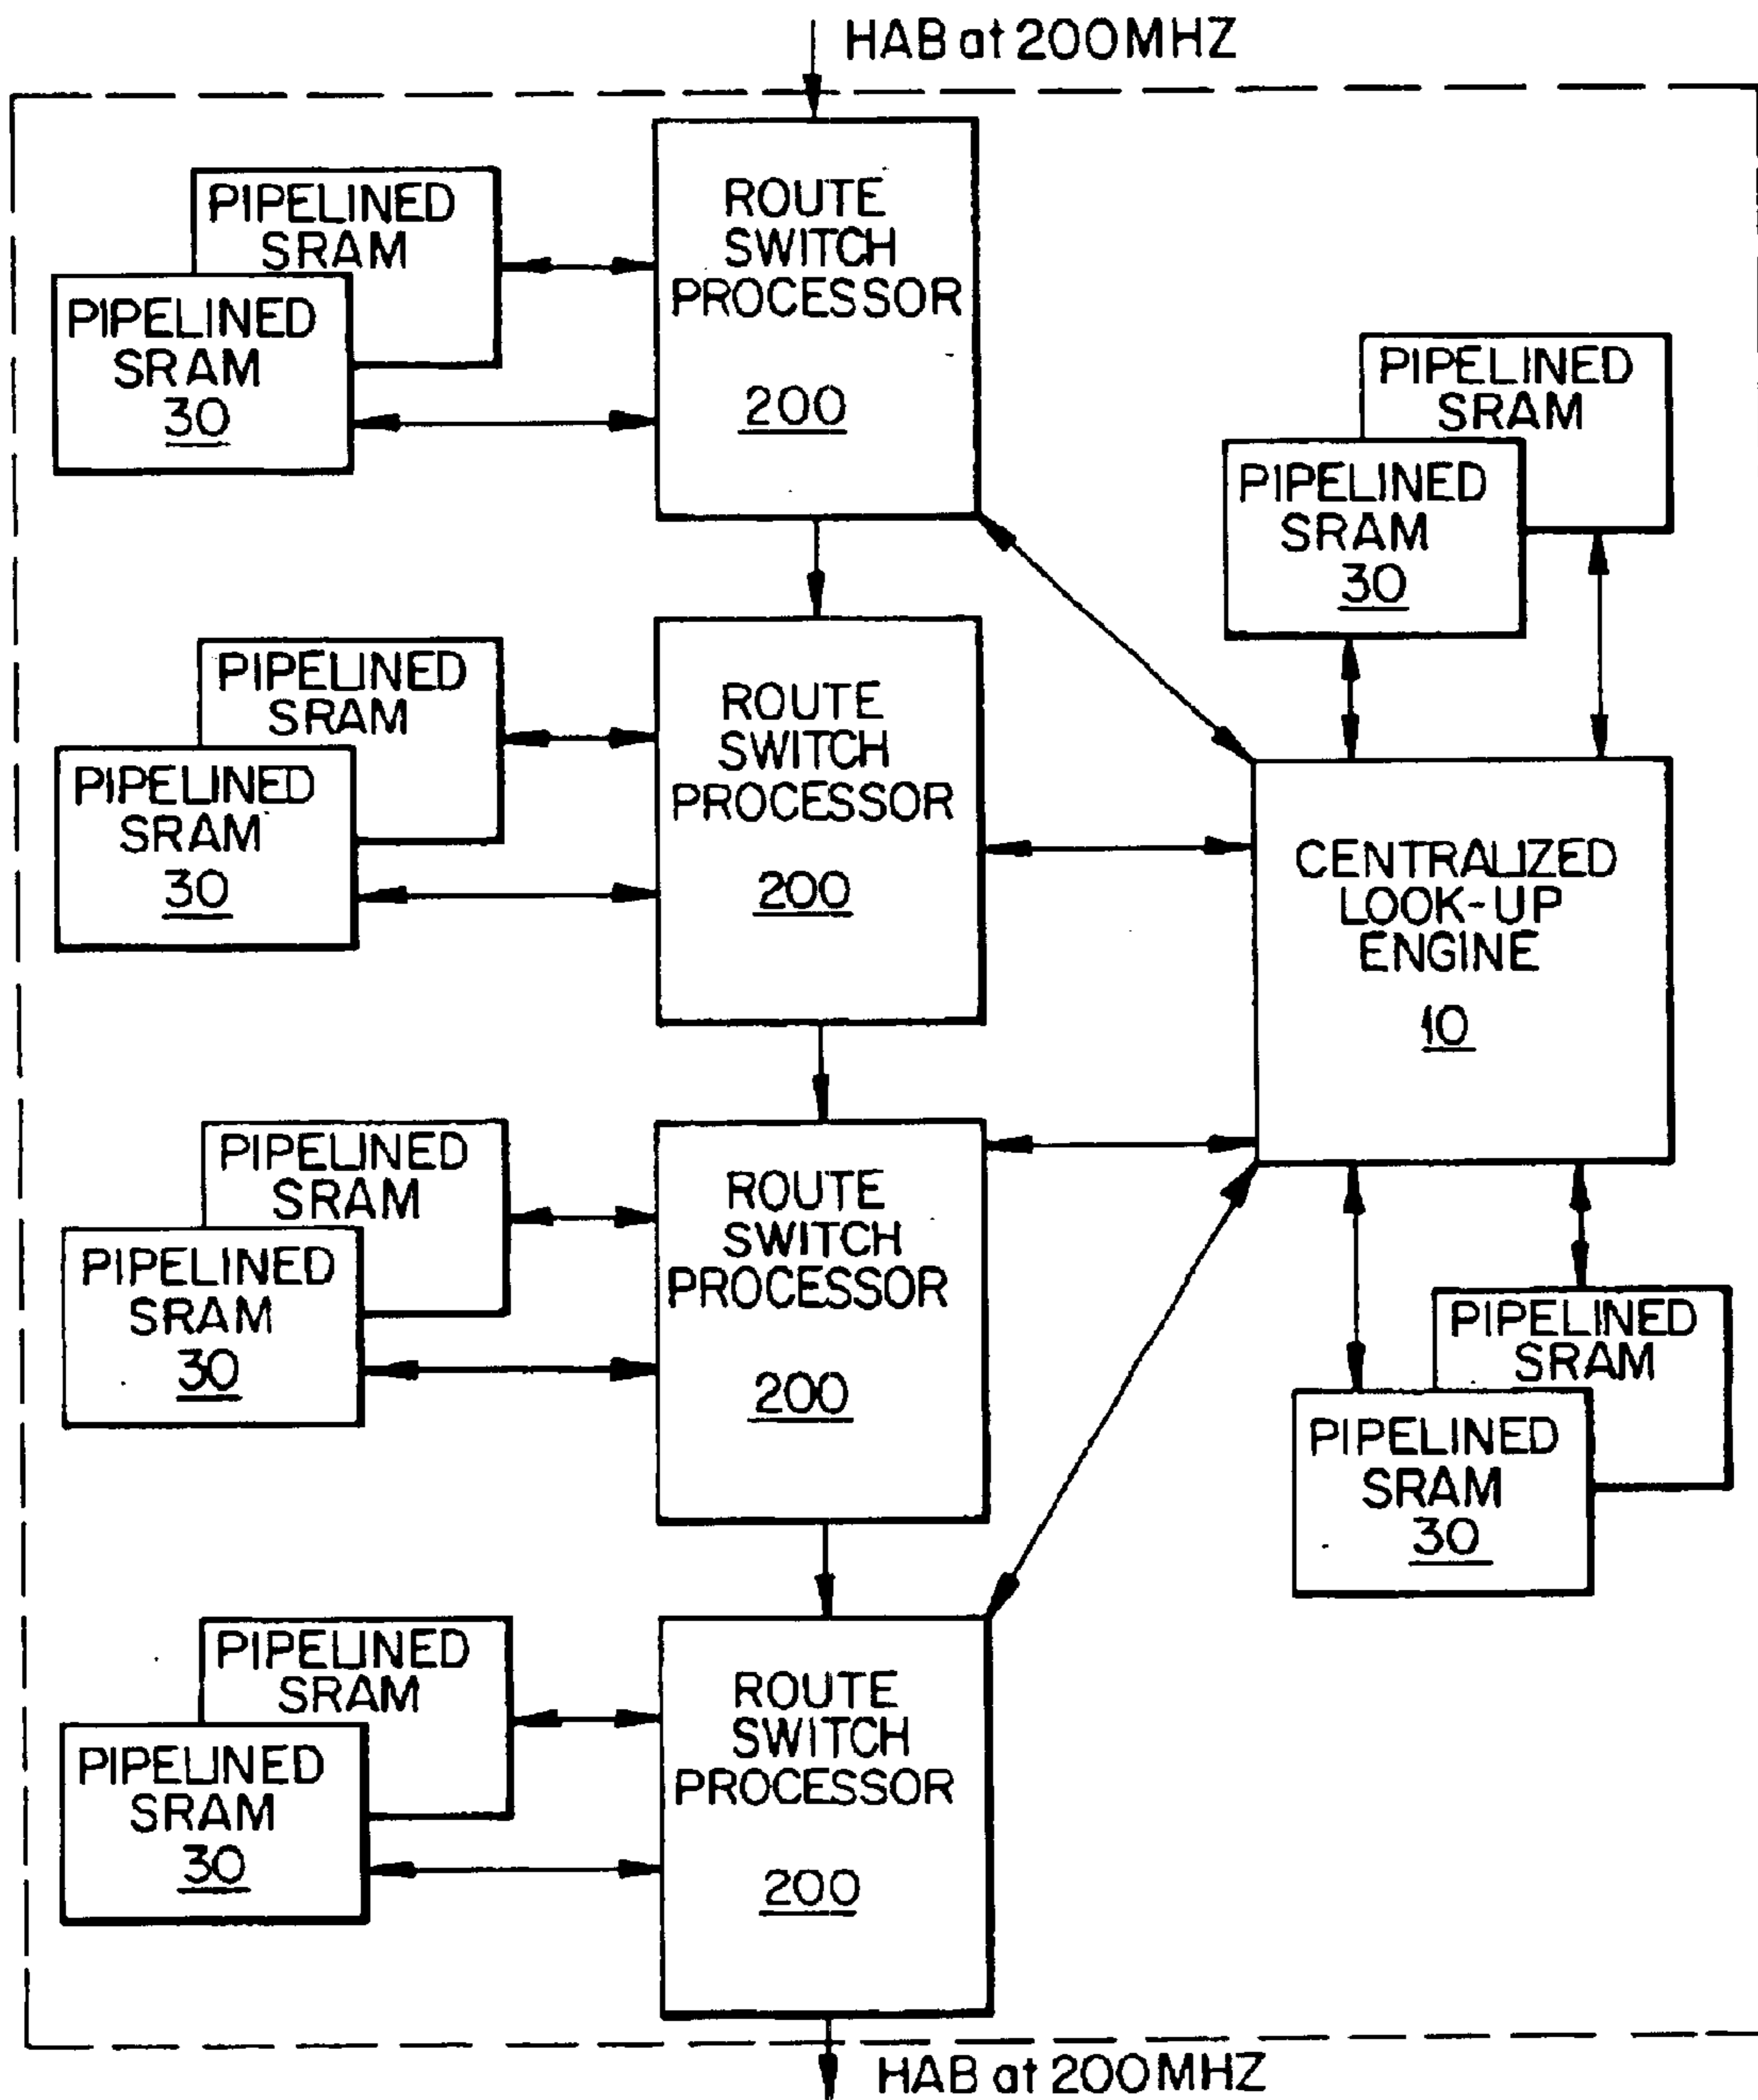 HAB at 200MHZ
PIPELINED
SRAM
PIPELINED
SRAM
30
ROUTE
SWITCH
PROCESSOR
200
PIPELINED
SRAM
PIPELINED
SRAM
30
PIPELINED
SRAM
PIPELINED
SRAM
30
ROUTE
SWITCH
PROCESSOR
200
CENTRALIZED
LOOK-UP
ENGINE
10
PIPELINED
SRAM
PIPELINED
SRAM
30
ROUTE
SWITCH
PROCESSOR
200
PIPELINED
SRAM
PIPELINED
SRAM
30
PIPELINED
SRAM
PIPELINED
SRAM
30
ROUTE
SWITCH
PROCESSOR
200
HAB at 200MHZ